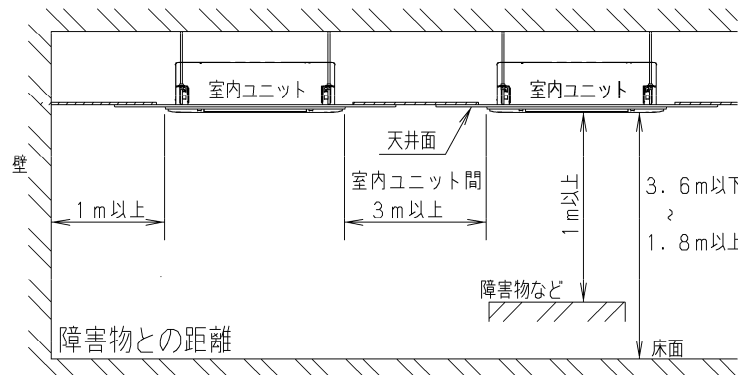 室内ユニット
室内ユニット
天井面
壁
室内ユニット間
1m以上
3m以上
1m以上
3.6m以下
~
1.8m以上
障害物など
障害物との距離
床面